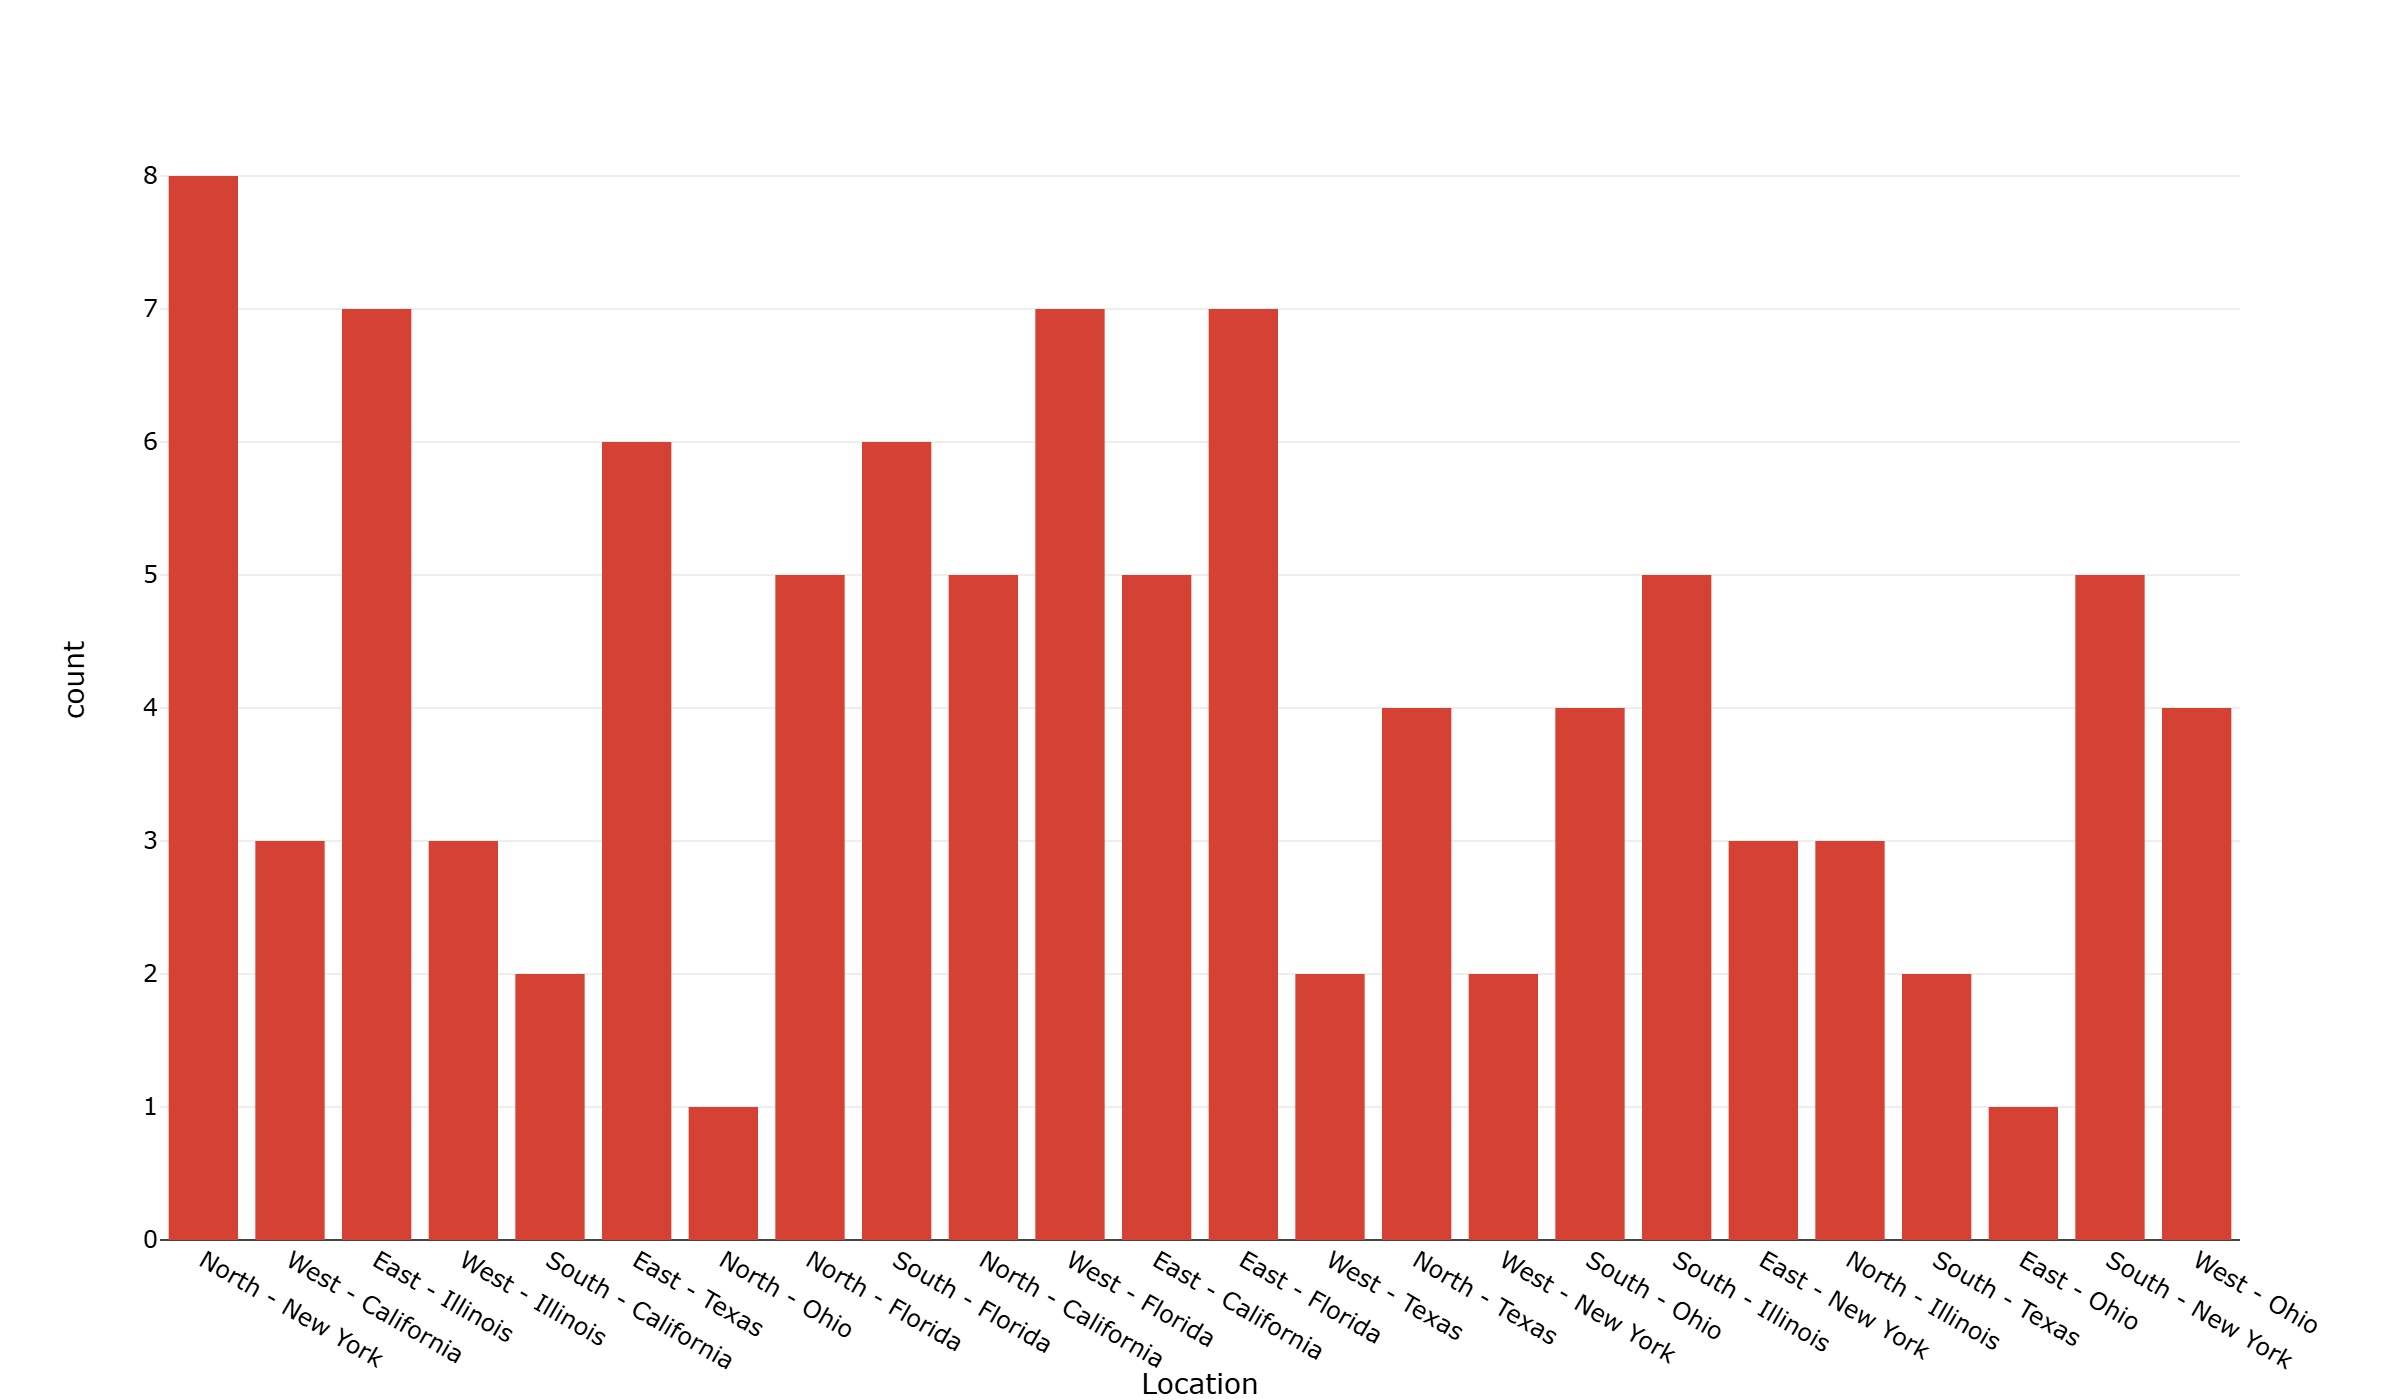 8
7
6
5
4
3
2
1
0
count
North - New York
West - California
East - Illinois
West - Illinois
South - California
East - Texas
North - Ohio
North - Florida
South - Florida
North - California
West - Florida
East - California
East - Florida
West - Texas
North - Texas
West - New York
South - Ohio
South - Illinois
East - New York
North - Illinois
South - Texas
East - Ohio
South - New York
West - Ohio
Location